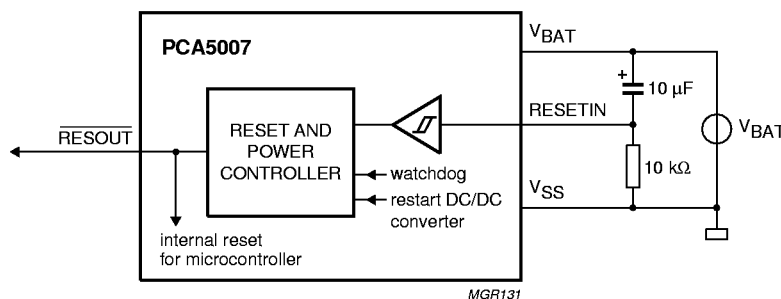 PCA5007
V_BAT
10 μF
RESETIN
RESOUT
RESET AND
POWER
CONTROLLER
V_BAT
watchdog
10 kΩ
restart DC/DC
converter
V_SS
internal reset
for microcontroller
MGR131